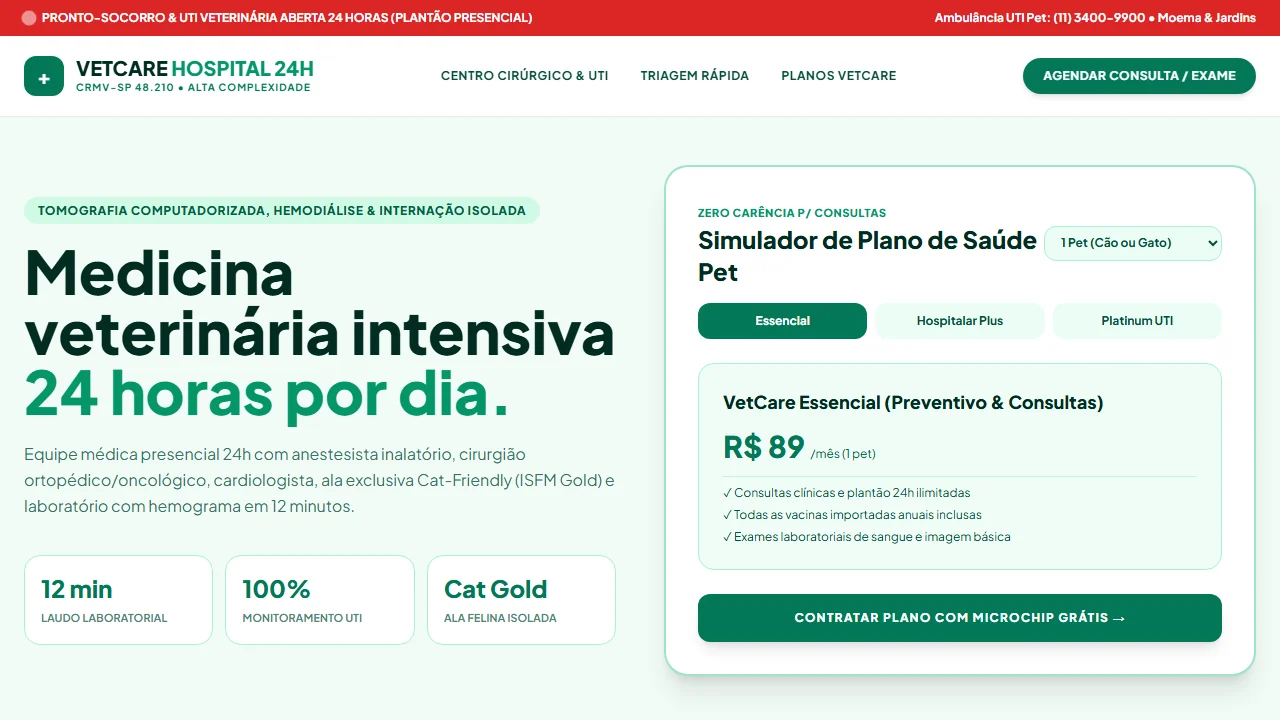 PRONTO-SOCORRO & UTI VETERINÁRIA ABERTA 24 HORAS (PLANTÃO PRESENCIAL)
Ambulância UTI Pet: (11) 3400-9900 • Moema & Jardins
+
VETCARE HOSPITAL 24H
CRMV-SP 48.210 • ALTA COMPLEXIDADE
CENTRO CIRÚRGICO & UTI
TRIAGEM RÁPIDA
PLANOS VETCARE
AGENDAR CONSULTA / EXAME
TOMOGRAFIA COMPUTADORIZADA, HEMODIÁLISE & INTERNAÇÃO ISOLADA
Medicina
veterinária intensiva
24 horas por dia.
Equipe médica presencial 24h com anestesista inalatório, cirurgião
ortopédico/oncológico, cardiologista, ala exclusiva Cat-Friendly (ISFM Gold) e
laboratório com hemograma em 12 minutos.
12 min
LAUDO LABORATORIAL
100%
MONITORAMENTO UTI
Cat Gold
ALA FELINA ISOLADA
ZERO CARÊNCIA P/ CONSULTAS
Simulador de Plano de Saúde
Pet
1 Pet (Cão ou Gato)
Essencial
Hospitalar Plus
Platinum UTI
VetCare Essencial (Preventivo & Consultas)
R$ 89 /mês (1 pet)
✓ Consultas clínicas e plantão 24h ilimitadas
✓ Todas as vacinas importadas anuais inclusas
✓ Exames laboratoriais de sangue e imagem básica
CONTRATAR PLANO COM MICROCHIP GRÁTIS →